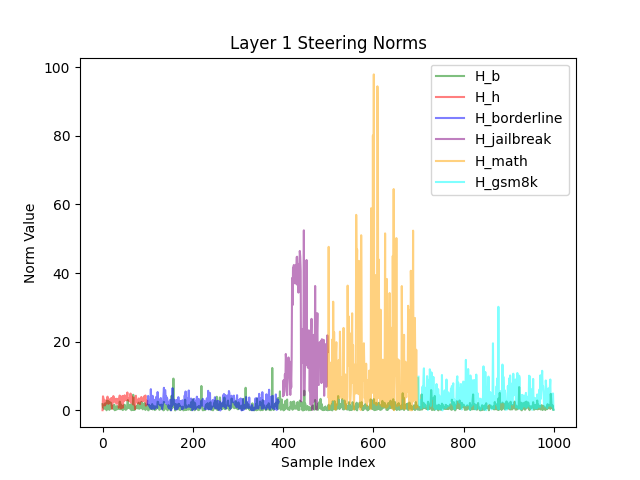 Layer 1 Steering Norms
100
80
60
40
20
0
Norm Value
H_b
H_h
H_borderline
H_jailbreak
H_math
H_gsm8k
0 200 400 600 800 1000
Sample Index